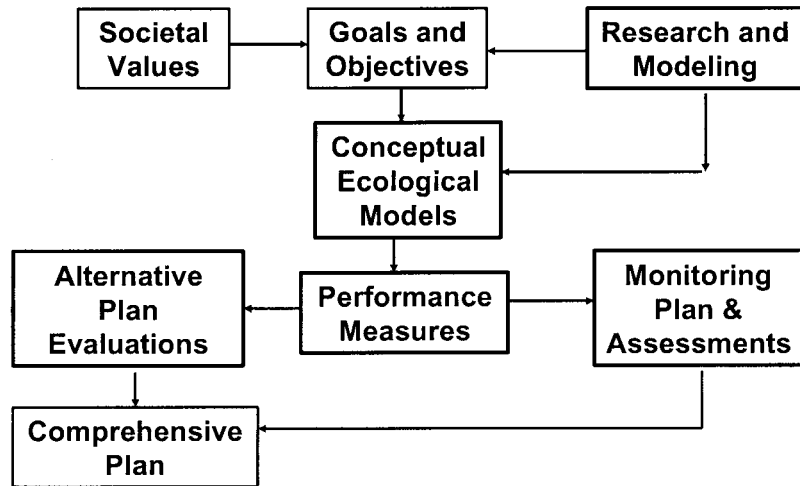 Societal
Values
Goals and
Objectives
Research and
Modeling
Conceptual
Ecological
Models
Alternative
Plan
Evaluations
Performance
Measures
Monitoring
Plan &
Assessments
Comprehensive
Plan